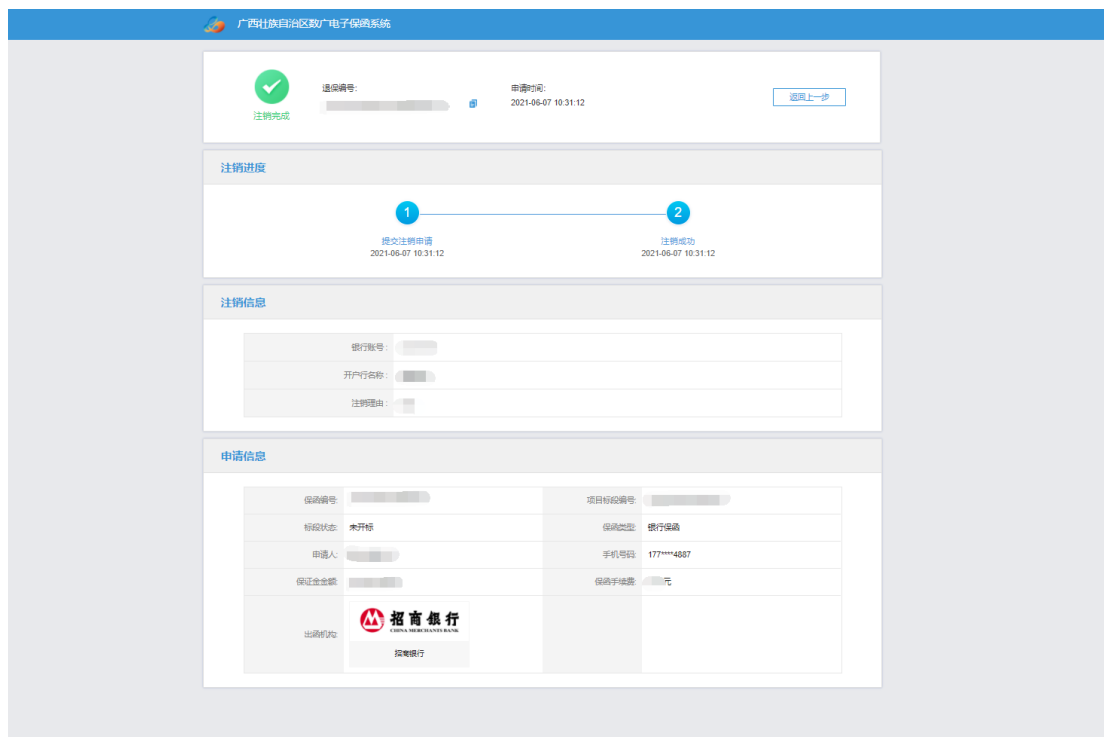 广西壮族自治区数广电子保函系统
注销完成
退保编号:
申请时间:
2021-06-07 10:31:12
返回上一步
注销进度
1
2
提交注销申请
注销成功
2021-06-07 10:31:12
2021-06-07 10:31:12
注销信息
银行账号:
开户行名称:
注销理由:
申请信息
保函编号:
项目标段编号:
标段状态: 未开标
保函类型: 银行保函
申请人:
手机号码: 177****4887
保证金金额:
保函手续费: 元
出函机构:
招商银行
CHINA MERCHANTS BANK
招商银行